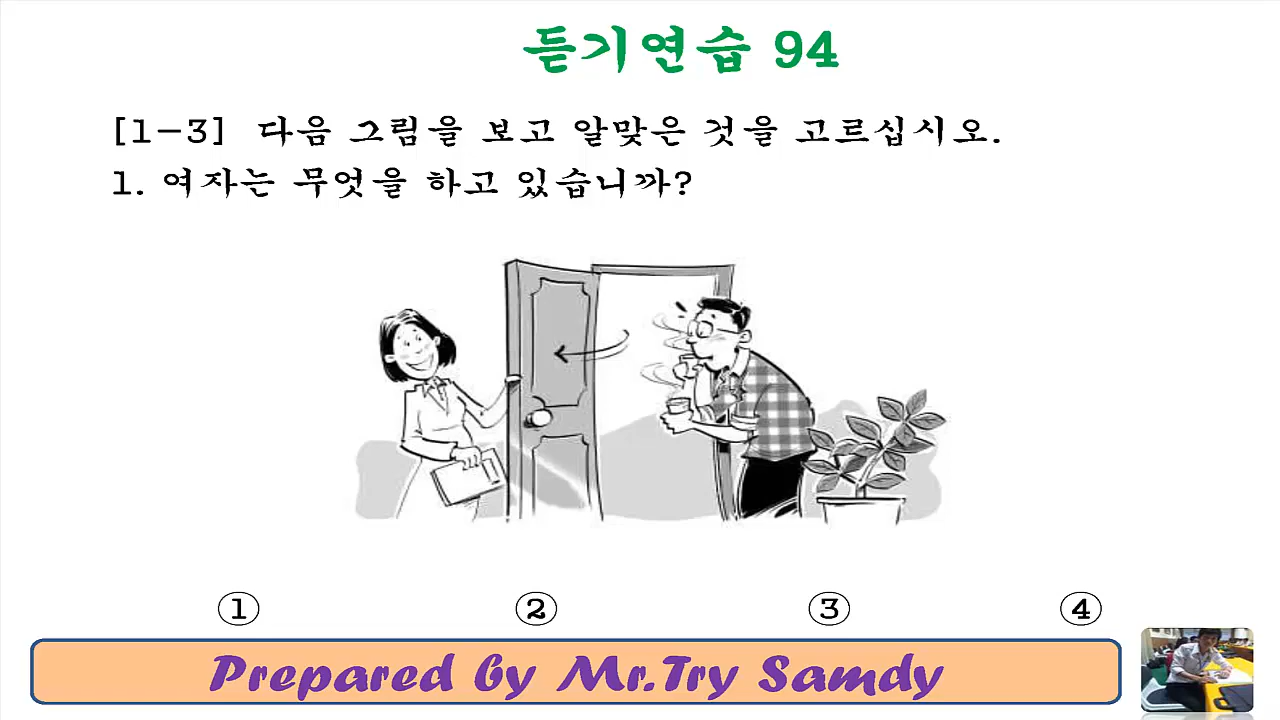 듣기연습 94
[1-3] 다음 그림을 보고 알맞은 것을 고르십시오.
1. 여자는 무엇을 하고 있습니까?
① ② ③ ④
Prepared by Mr.Try Samdy